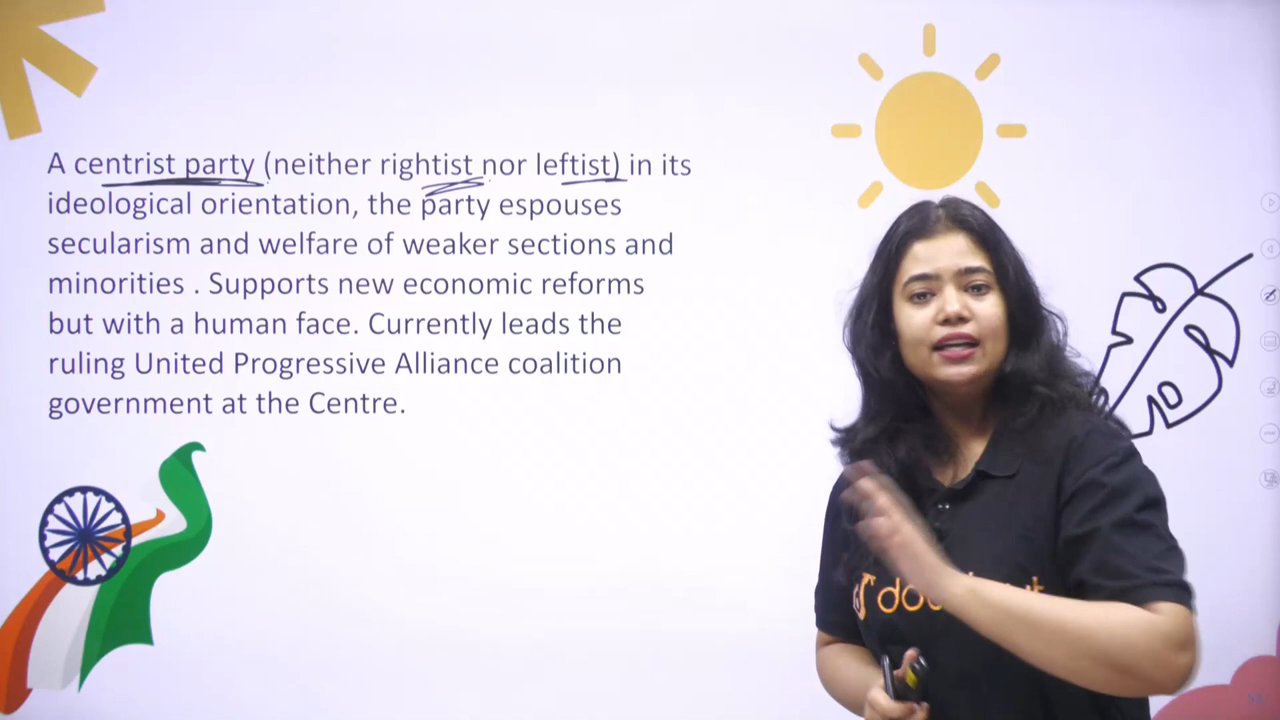 A centrist party (neither rightist nor leftist) in its
ideological orientation, the party espouses
secularism and welfare of weaker sections and
minorities . Supports new economic reforms
but with a human face. Currently leads the
ruling United Progressive Alliance coalition
government at the Centre.